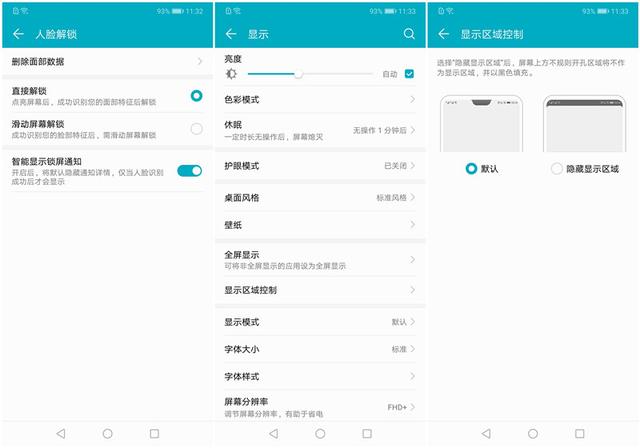 93% 11:32
人脸解锁
删除面部数据
直接解锁
点亮屏幕后，成功识别您的面部特征后解锁
滑动屏幕解锁
成功识别您的脸部特征后，需滑动屏幕解锁
智能显示锁屏通知
开启后，将默认隐藏通知详情，仅当人脸识别
成功后才会显示
93% 11:33
显示
亮度
自动
色彩模式
休眠
一定时长无操作后，屏幕熄灭
无操作 1 分钟后
护眼模式
已关闭
桌面风格
标准风格
壁纸
全屏显示
可将非全屏显示的应用设为全屏显示
显示区域控制
显示模式
默认
字体大小
标准
字体样式
屏幕分辨率
调节屏幕分辨率，有助于省电
FHD+
93% 11:33
显示区域控制
选择“隐藏显示区域”后，屏幕上方不规则开孔区域将不作
为显示区域，并以黑色填充。
默认
隐藏显示区域